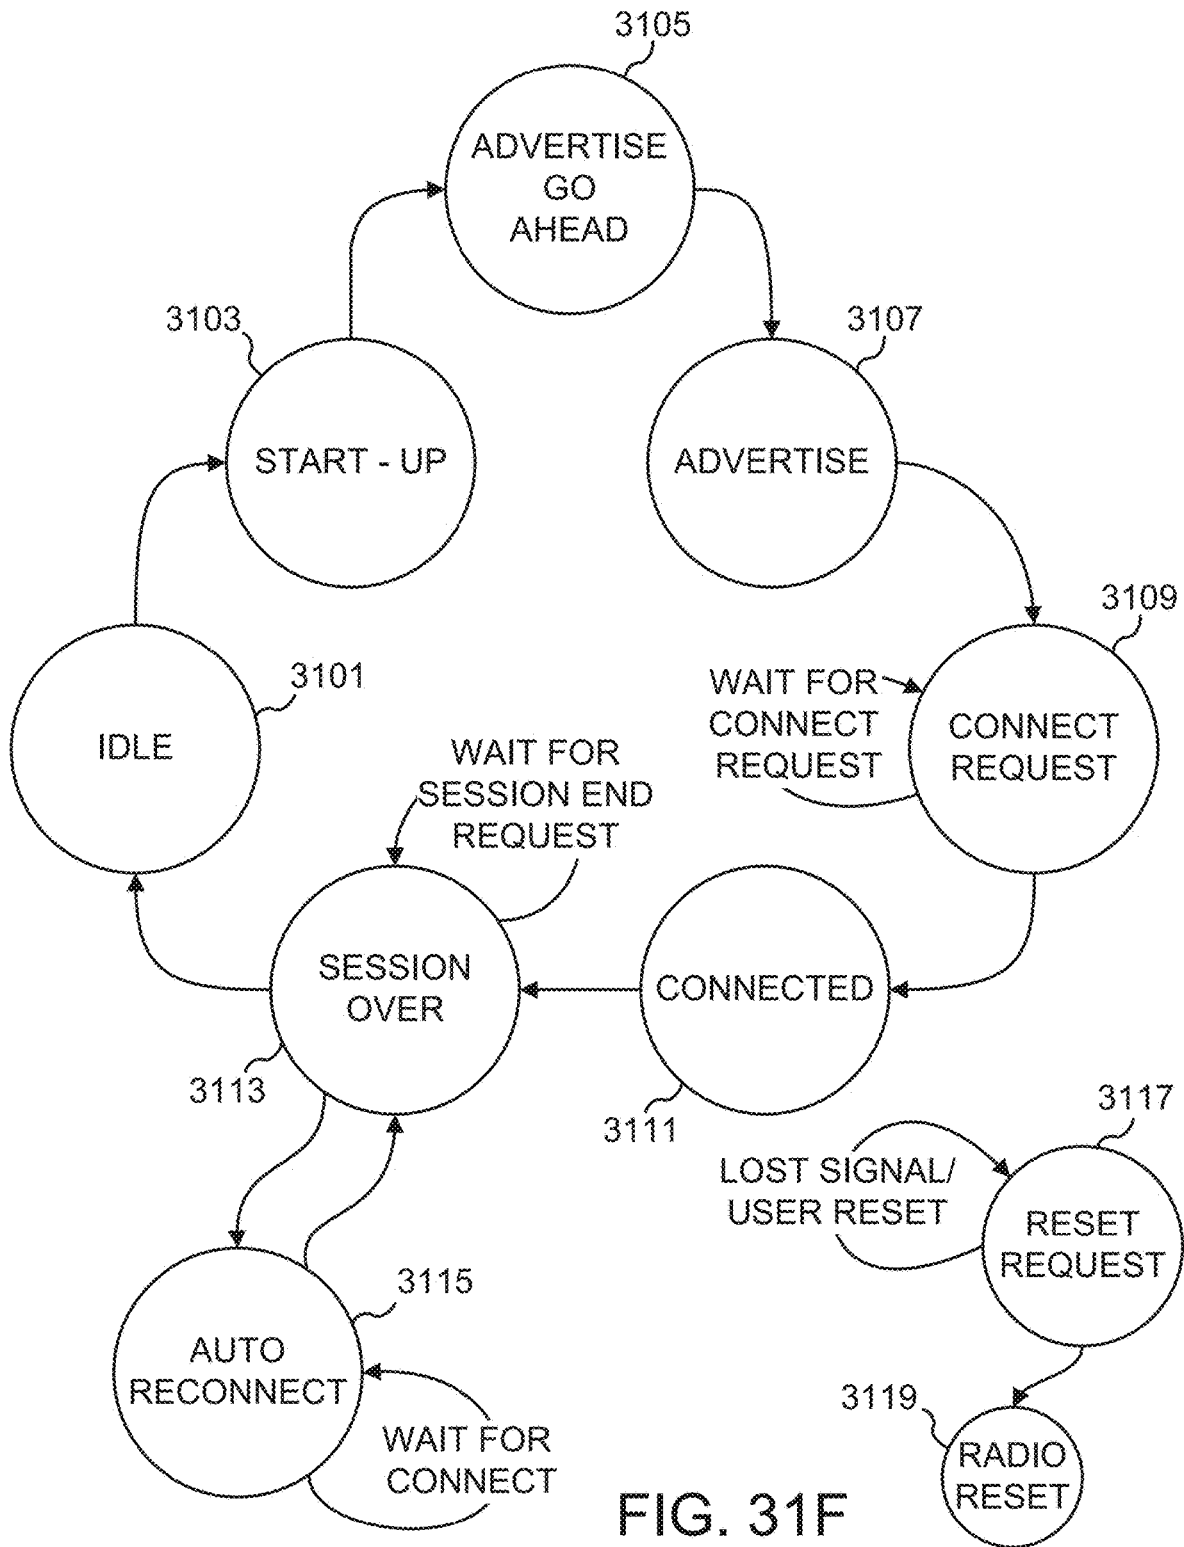 3105
ADVERTISE
GO
AHEAD
3103
3107
START - UP
ADVERTISE
3109
3101
WAIT FOR
CONNECT
REQUEST
CONNECT
REQUEST
IDLE
WAIT FOR
SESSION END
REQUEST
SESSION
OVER
CONNECTED
3113
3111
3117
LOST SIGNAL/
USER RESET
RESET
REQUEST
3115
AUTO
RECONNECT
3119
WAIT FOR
CONNECT
RADIO
RESET
FIG. 31F